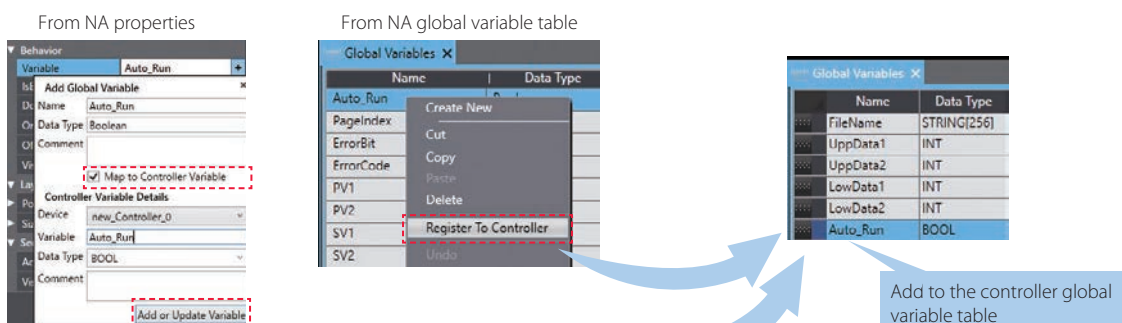 From NA properties
Behavior
Variable Auto_Run +
Add Global Variable ×
Name Auto_Run
Data Type Boolean
Comment
Map to Controller Variable
Controller Variable Details
Device new_Controller_0
Variable Auto_Run
Data Type BOOL
Comment
Add or Update Variable
From NA global variable table
Global Variables X
Name Data Type
Auto_Run
PageIndex
ErrorBit
ErrorCode
PV1
PV2
SV1
SV2
Create New
Cut
Copy
Paste
Delete
Register To Controller
Undo
Global Variables X
Name Data Type
FileName STRING[256]
UppData1 INT
UppData2 INT
LowData1 INT
LowData2 INT
Auto_Run BOOL
Add to the controller global
variable table